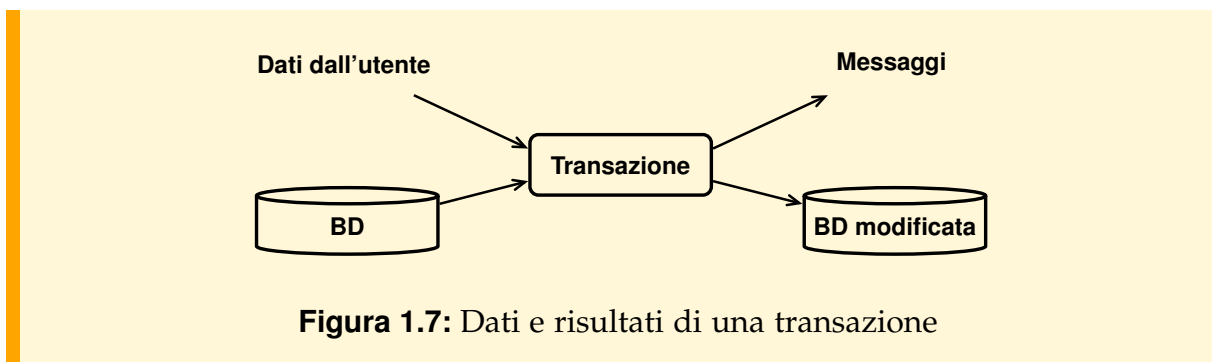 Dati dall'utente
Messaggi
Transazione
BD
BD modificata
Figura 1.7: Dati e risultati di una transazione